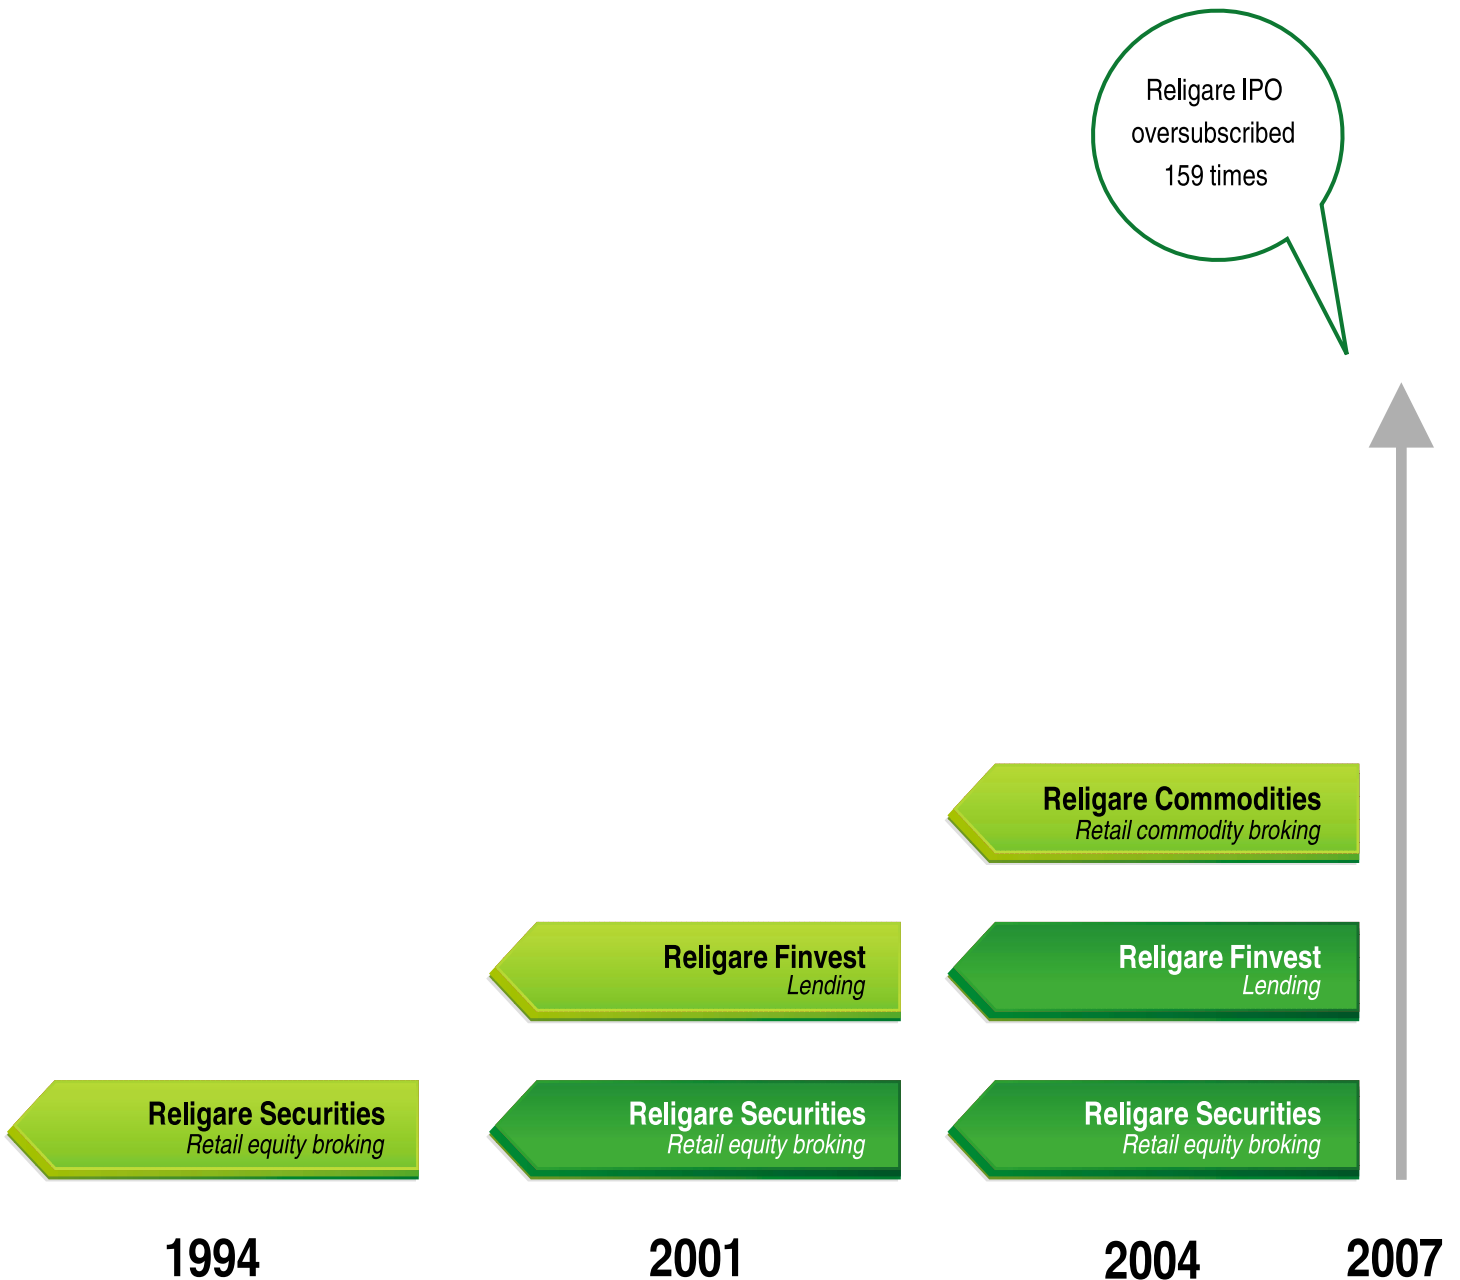 Religare IPO
oversubscribed
159 times
Religare Commodities
Retail commodity broking
Religare Finvest
Lending
Religare Finvest
Lending
Religare Securities
Retail equity broking
Religare Securities
Retail equity broking
Religare Securities
Retail equity broking
1994
2001
2004
2007